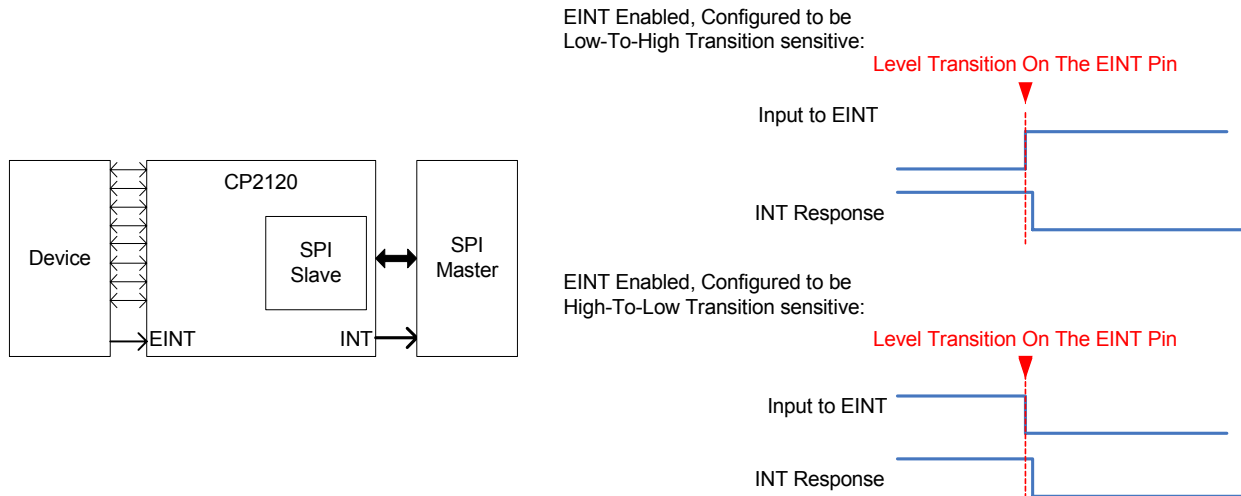 Device
CP2120
SPI
Slave
SPI
Master
EINT
INT
EINT Enabled, Configured to be
Low-To-High Transition sensitive:
Level Transition On The EINT Pin
Input to EINT
INT Response
EINT Enabled, Configured to be
High-To-Low Transition sensitive:
Level Transition On The EINT Pin
Input to EINT
INT Response